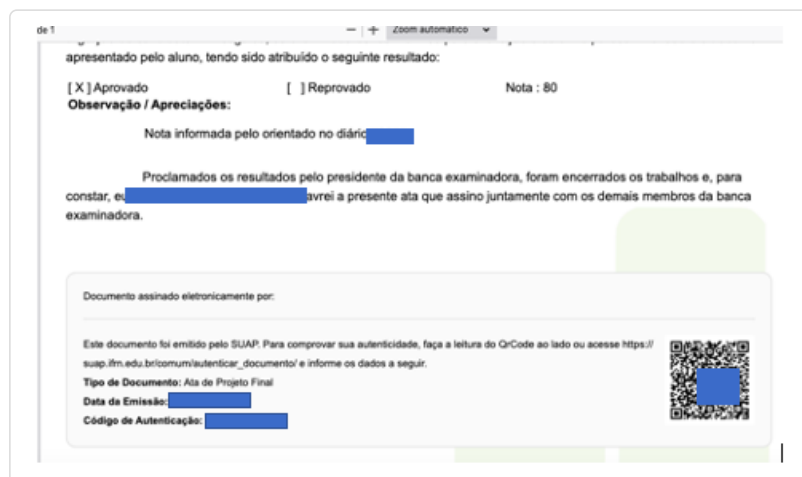 de 1
Zoom automático
apresentado pelo aluno, tendo sido atribuído o seguinte resultado:
[ X ] Aprovado [ ] Reprovado Nota : 80
Observação / Apreciações:
Nota informada pelo orientado no diário
Proclamados os resultados pelo presidente da banca examinadora, foram encerrados os trabalhos e, para
constar, eu avrei a presente ata que assino juntamente com os demais membros da banca
examinadora.
Documento assinado eletronicamente por:
Este documento foi emitido pelo SUAP. Para comprovar sua autenticidade, faça a leitura do QrCode ao lado ou acesse https://
suap.ifrn.edu.br/comum/autenticar_documento/ e informe os dados a seguir.
Tipo de Documento: Ata de Projeto Final
Data da Emissão:
Código de Autenticação: